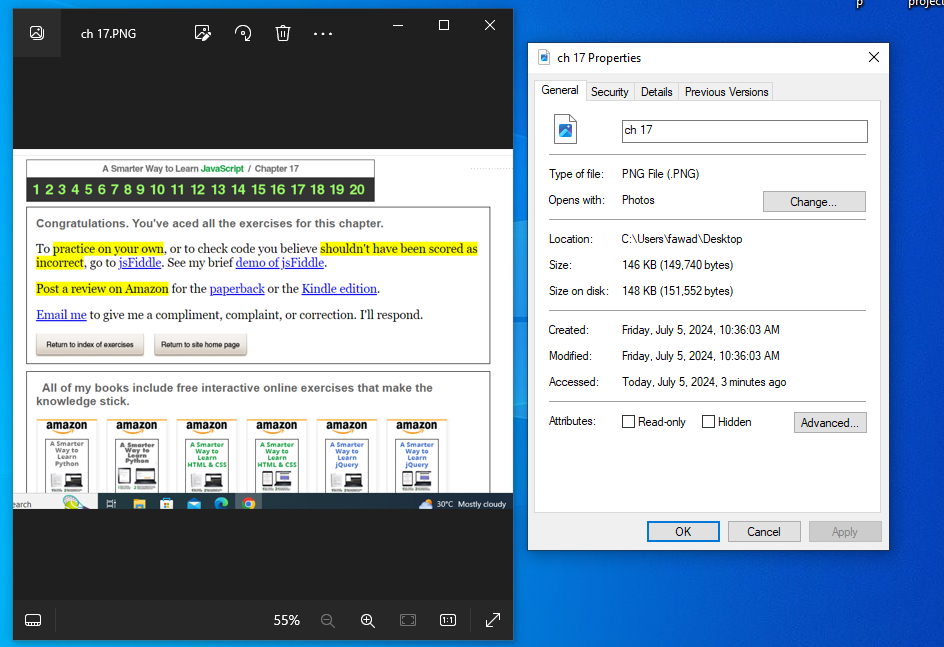 p
project
ch 17.PNG
A Smarter Way to Learn JavaScript / Chapter 17
1 2 3 4 5 6 7 8 9 10 11 12 13 14 15 16 17 18 19 20
Congratulations. You've aced all the exercises for this chapter.
To practice on your own, or to check code you believe shouldn't have been scored as
incorrect, go to jsFiddle. See my brief demo of jsFiddle.
Post a review on Amazon for the paperback or the Kindle edition.
Email me to give me a compliment, complaint, or correction. I'll respond.
Return to index of exercises
Return to site home page
All of my books include free interactive online exercises that make the
knowledge stick.
amazon amazon amazon amazon amazon amazon
A Smarter A Smarter A Smarter A Smarter A Smarter A Smarter
Way to Way to Way to Way to Way to Way to
Learn Learn Learn Learn Learn Learn
Python Python HTML & CSS HTML & CSS jQuery jQuery
earch
30°C Mostly cloudy
55%
1:1
ch 17 Properties
General Security Details Previous Versions
ch 17
Type of file: PNG File (.PNG)
Opens with: Photos Change...
Location: C:\Users\fawad\Desktop
Size: 146 KB (149,740 bytes)
Size on disk: 148 KB (151,552 bytes)
Created: Friday, July 5, 2024, 10:36:03 AM
Modified: Friday, July 5, 2024, 10:36:03 AM
Accessed: Today, July 5, 2024, 3 minutes ago
Attributes: Read-only Hidden Advanced...
OK Cancel Apply